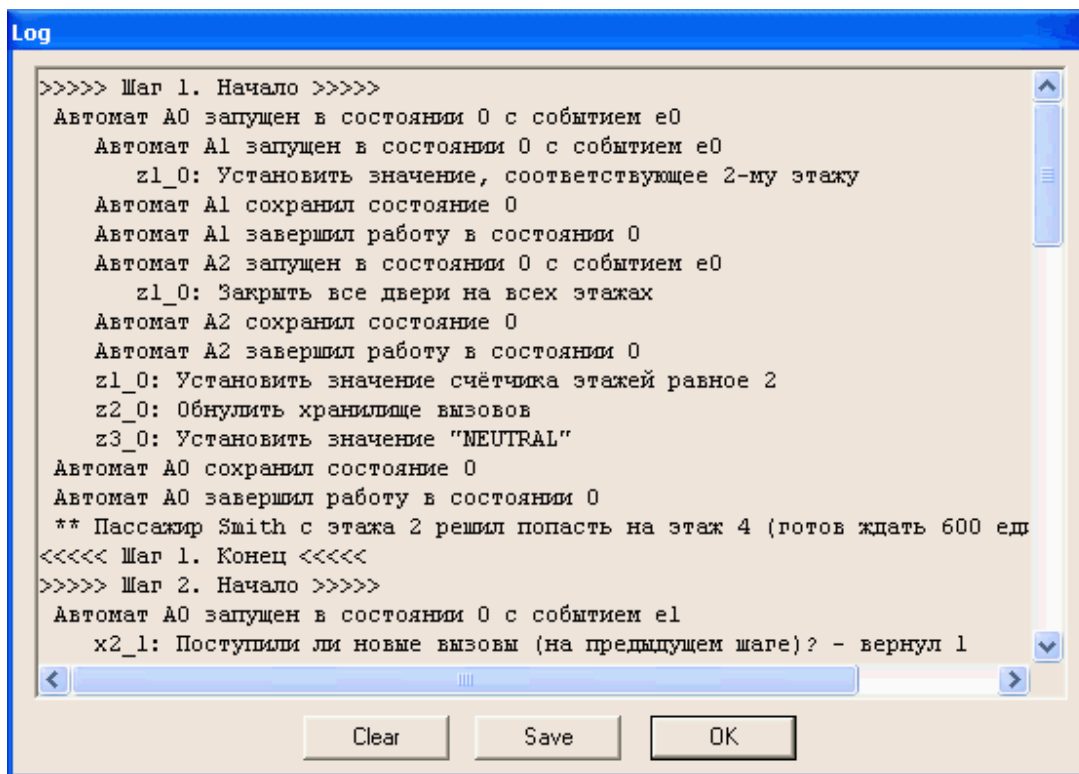 Log
>>>>> Шаг 1. Начало >>>>>
Автомат A0 запущен в состоянии 0 с событием e0
Автомат A1 запущен в состоянии 0 с событием e0
z1_0: Установить значение, соответствующее 2-му этажу
Автомат A1 сохранил состояние 0
Автомат A1 завершил работу в состоянии 0
Автомат A2 запущен в состоянии 0 с событием e0
z1_0: Закрыть все двери на всех этажах
Автомат A2 сохранил состояние 0
Автомат A2 завершил работу в состоянии 0
z1_0: Установить значение счётчика этажей равное 2
z2_0: Обнулить хранилище вызовов
z3_0: Установить значение "NEUTRAL"
Автомат A0 сохранил состояние 0
Автомат A0 завершил работу в состоянии 0
** Пассажир Smith с этажа 2 решил попасть на этаж 4 (готов ждать 600 еди
<<<<< Шаг 1. Конец <<<<<
>>>>> Шаг 2. Начало >>>>>
Автомат A0 запущен в состоянии 0 с событием e1
x2_1: Поступили ли новые вызовы (на предыдущем шаге)? - вернул 1
Clear Save OK